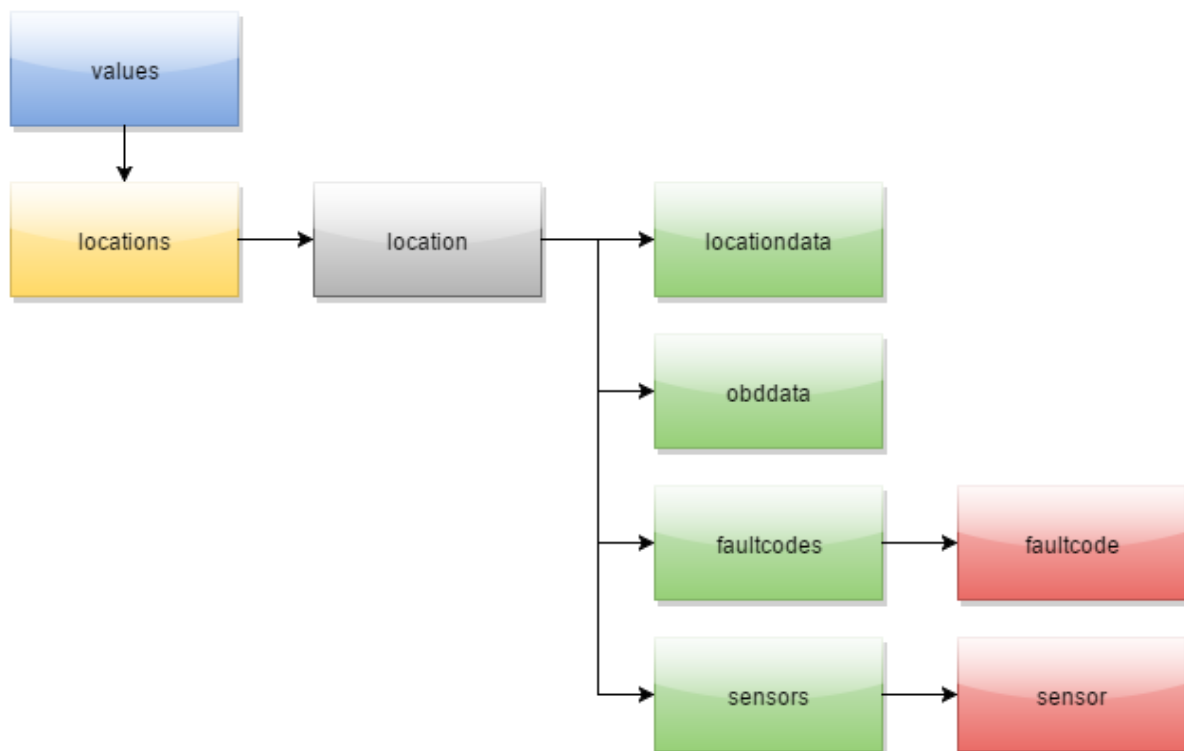 values
locations
location
locationdata
obddata
faultcodes
faultcode
sensors
sensor